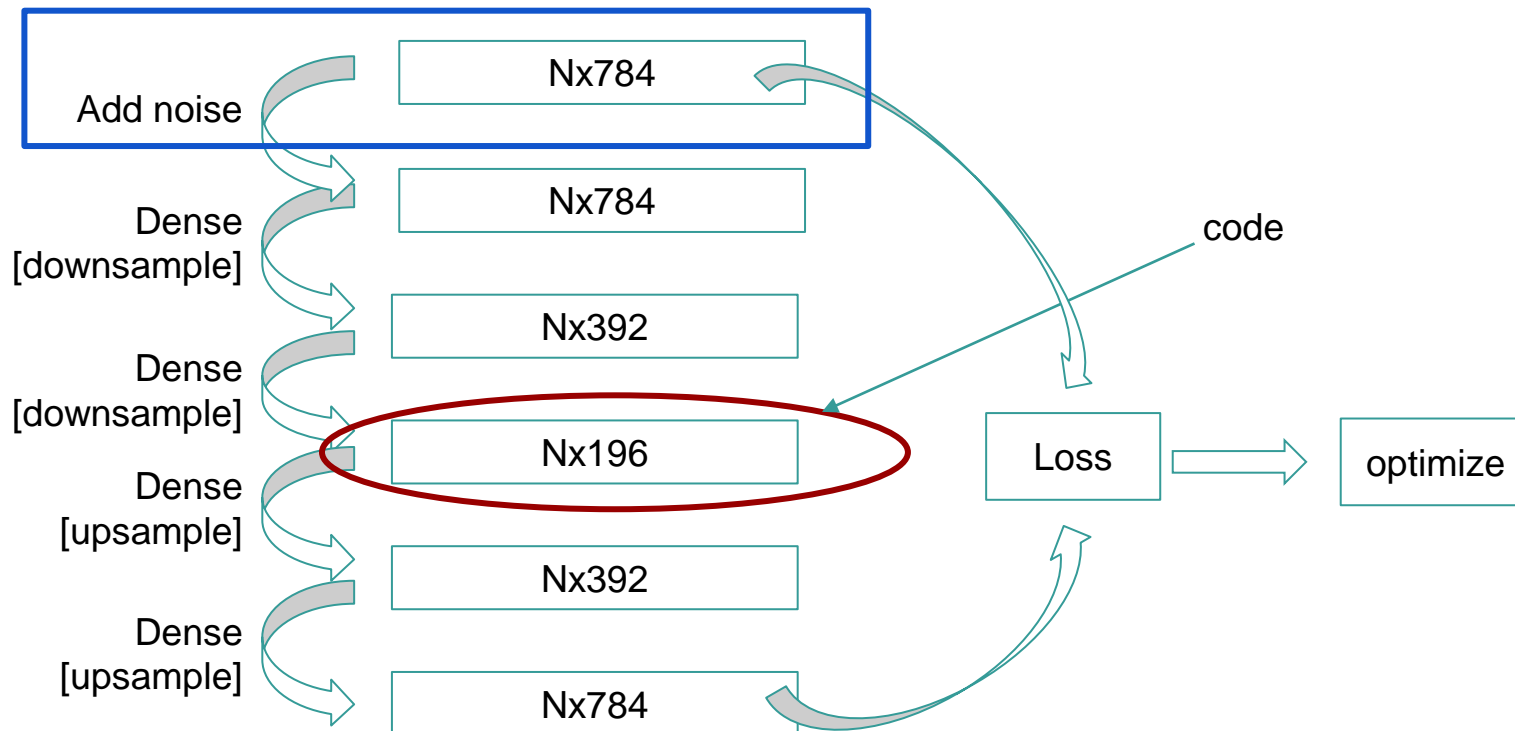 Nx784
Add noise
Nx784
Dense
[downsample]
code
Nx392
Dense
[downsample]
Nx196
Loss
optimize
Dense
[upsample]
Nx392
Dense
[upsample]
Nx784